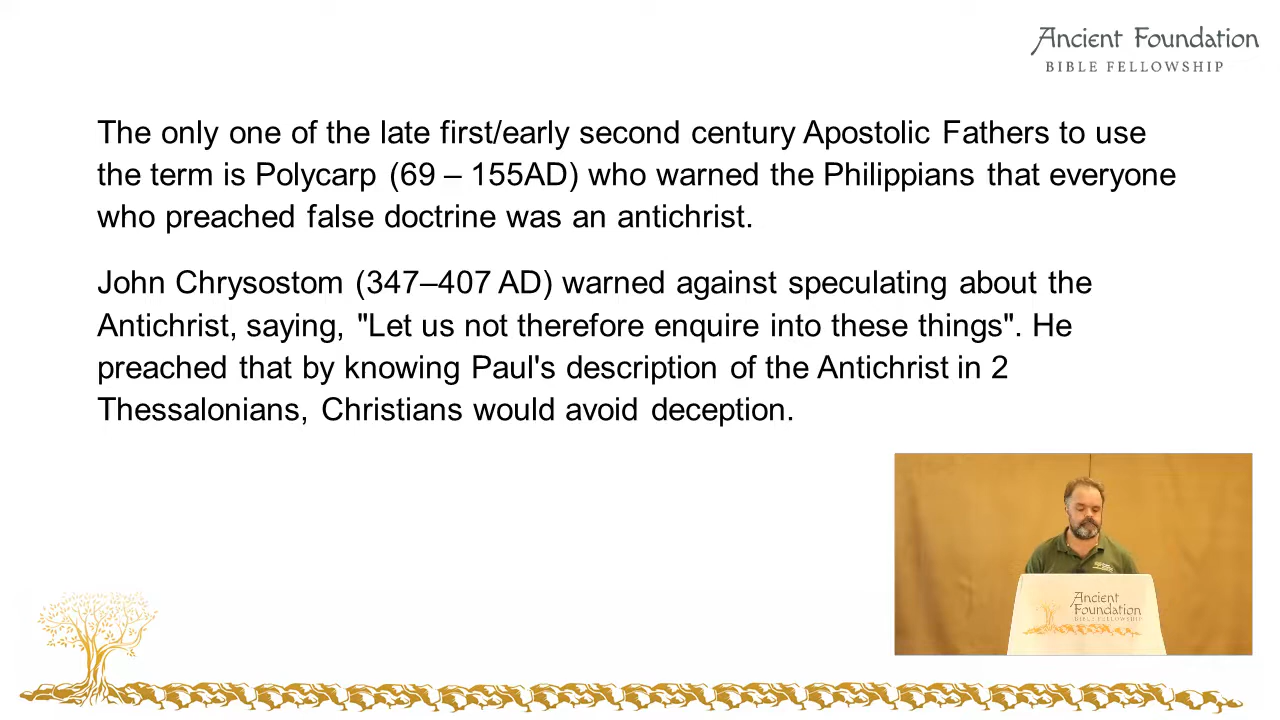 Ancient Foundation
BIBLE FELLOWSHIP
The only one of the late first/early second century Apostolic Fathers to use
the term is Polycarp (69 – 155AD) who warned the Philippians that everyone
who preached false doctrine was an antichrist.
John Chrysostom (347–407 AD) warned against speculating about the
Antichrist, saying, "Let us not therefore enquire into these things". He
preached that by knowing Paul's description of the Antichrist in 2
Thessalonians, Christians would avoid deception.
Ancient
Foundation
BIBLE FELLOWSHIP